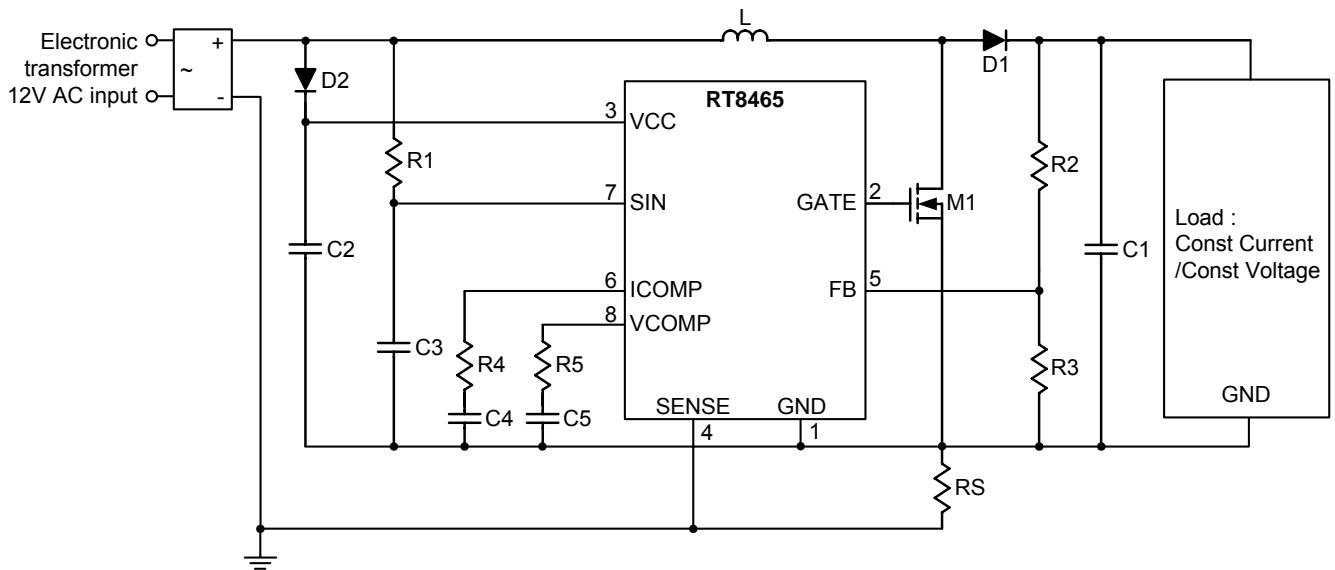 Electronic
transformer
12V AC input
+
~
-
D2
L
D1
RT8465
3
VCC
R1
7
SIN
GATE
2
M1
R2
C2
C1
Load :
Const Current
/Const Voltage
6
ICOMP
FB
5
8
VCOMP
C3
R4
R5
R3
C4
C5
SENSE
GND
4
1
GND
RS